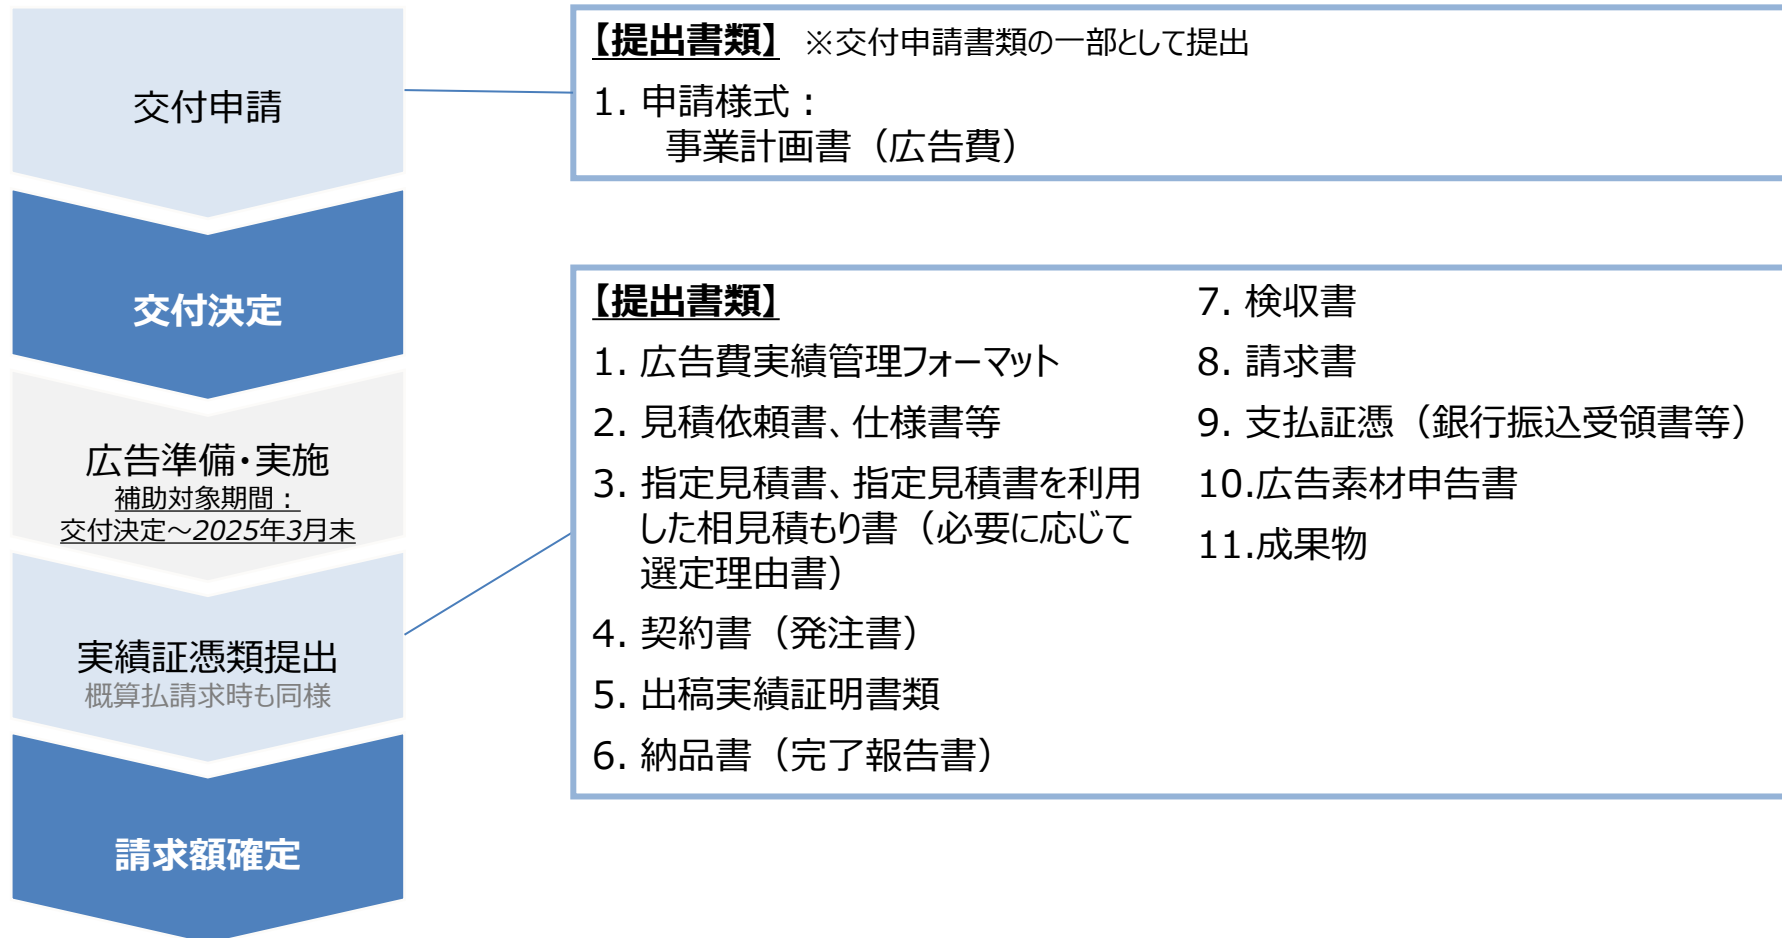 交付申請
【提出書類】 ※交付申請書類の一部として提出
1. 申請様式：
事業計画書（広告費）
交付決定
広告準備・実施
補助対象期間：
交付決定～2025年3月末
実績証憑類提出
概算払請求時も同様
請求額確定
【提出書類】
1. 広告費実績管理フォーマット
2. 見積依頼書、仕様書等
3. 指定見積書、指定見積書を利用
した相見積もり書（必要に応じて
選定理由書）
4. 契約書（発注書）
5. 出稿実績証明書類
6. 納品書（完了報告書）
7. 検収書
8. 請求書
9. 支払証憑（銀行振込受領書等）
10.広告素材申告書
11.成果物